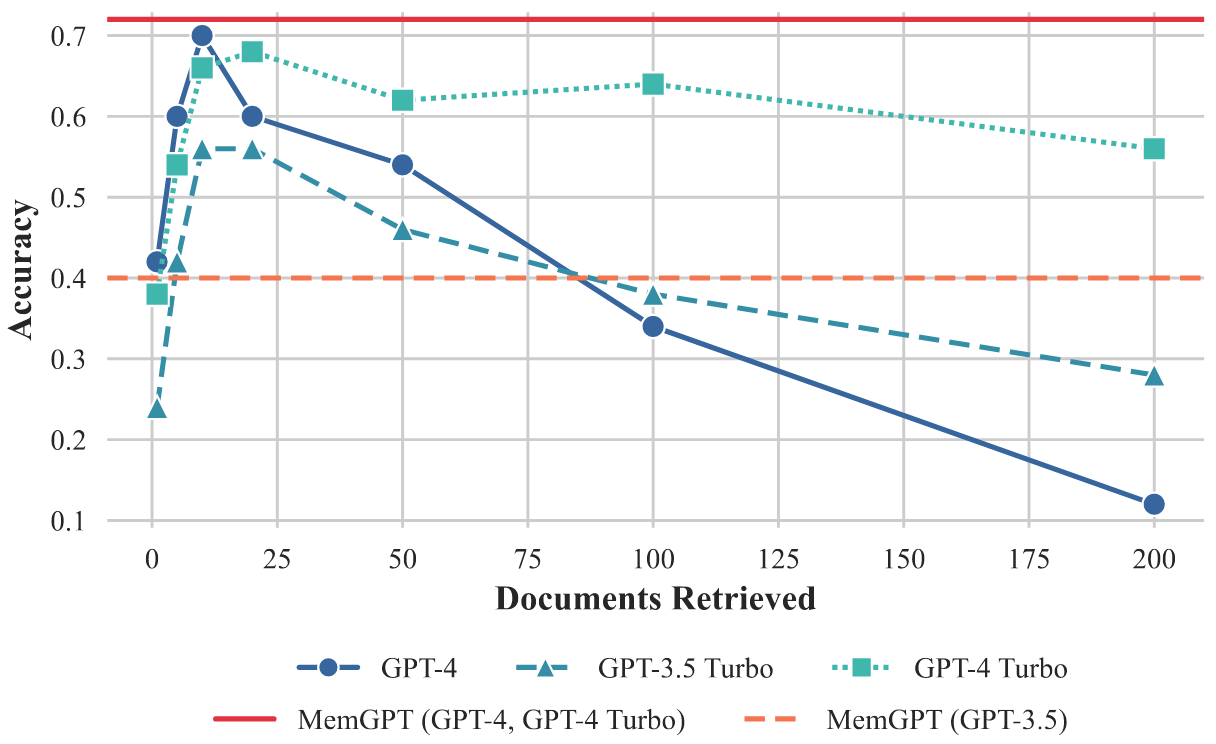 0.7
0.6
0.5
0.4
0.3
0.2
0.1
Accuracy
0 25 50 75 100 125 150 175 200
Documents Retrieved
GPT-4 GPT-3.5 Turbo GPT-4 Turbo
MemGPT (GPT-4, GPT-4 Turbo) MemGPT (GPT-3.5)